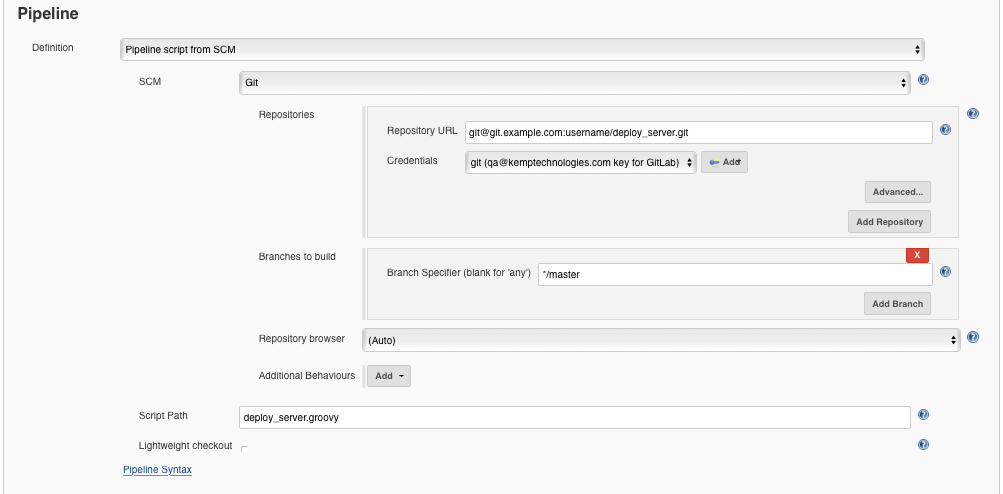 Pipeline
Definition
Pipeline script from SCM
SCM
Git
Repositories
Repository URL
git@git.example.com:username/deploy_server.git
Credentials
git (qa@kemptechnologies.com key for GitLab)
Add
Advanced...
Add Repository
Branches to build
X
Branch Specifier (blank for 'any')
*/master
Add Branch
Repository browser
(Auto)
Additional Behaviours
Add
Script Path
deploy_server.groovy
Lightweight checkout
Pipeline Syntax